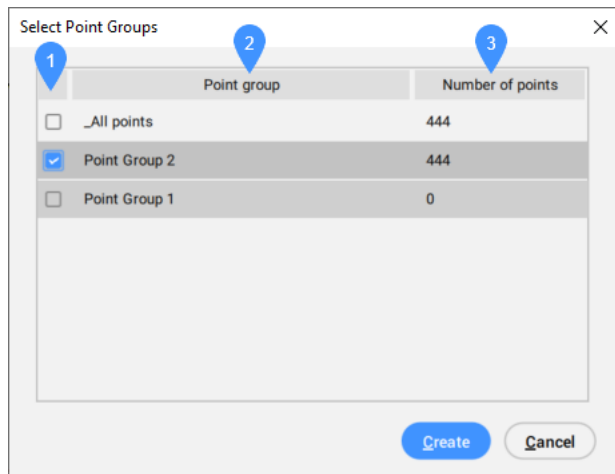 Select Point Groups
1
2
3
Point group
Number of points
_All points
444
Point Group 2
444
Point Group 1
0
Create
Cancel